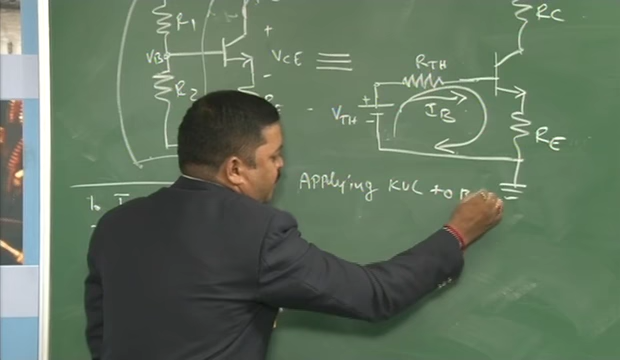 R1
VB
VCE
R2
RC
RTH
+
VTH
-
IB
RE
Applying KVL to